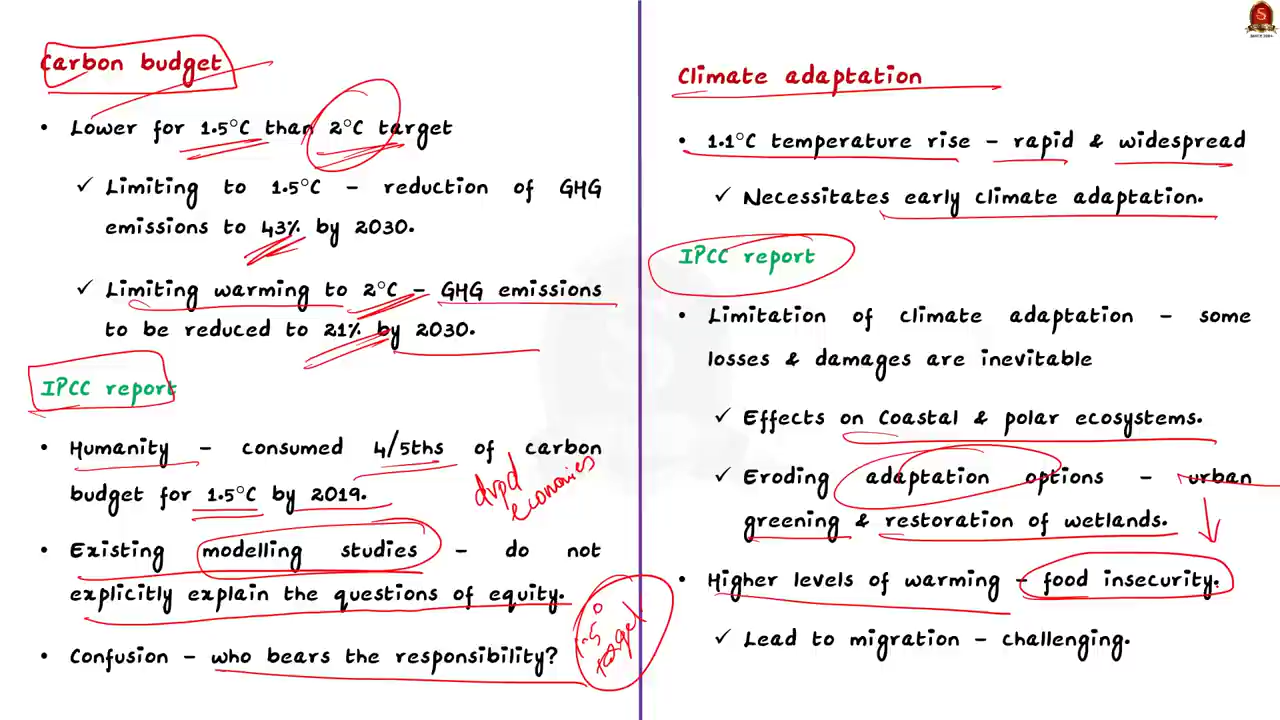 Carbon budget
• Lower for 1.5°C than 2°C target
✓ Limiting to 1.5°C – reduction of GHG
emissions to 43% by 2030.
✓ Limiting warming to 2°C – GHG emissions
to be reduced to 21% by 2030.
IPCC report
• Humanity – consumed 4/5ths of carbon
budget for 1.5°C by 2019.
dvpd
economies
• Existing modelling studies – do not
explicitly explain the questions of equity.
• Confusion – who bears the responsibility?
1.5°
target
Climate adaptation
• 1.1°C temperature rise – rapid & widespread
✓ Necessitates early climate adaptation.
IPCC report
• Limitation of climate adaptation – some
losses & damages are inevitable
✓ Effects on Coastal & polar ecosystems.
✓ Eroding adaptation options – urban
greening & restoration of wetlands.
• Higher levels of warming – food insecurity.
✓ Lead to migration – challenging.
S